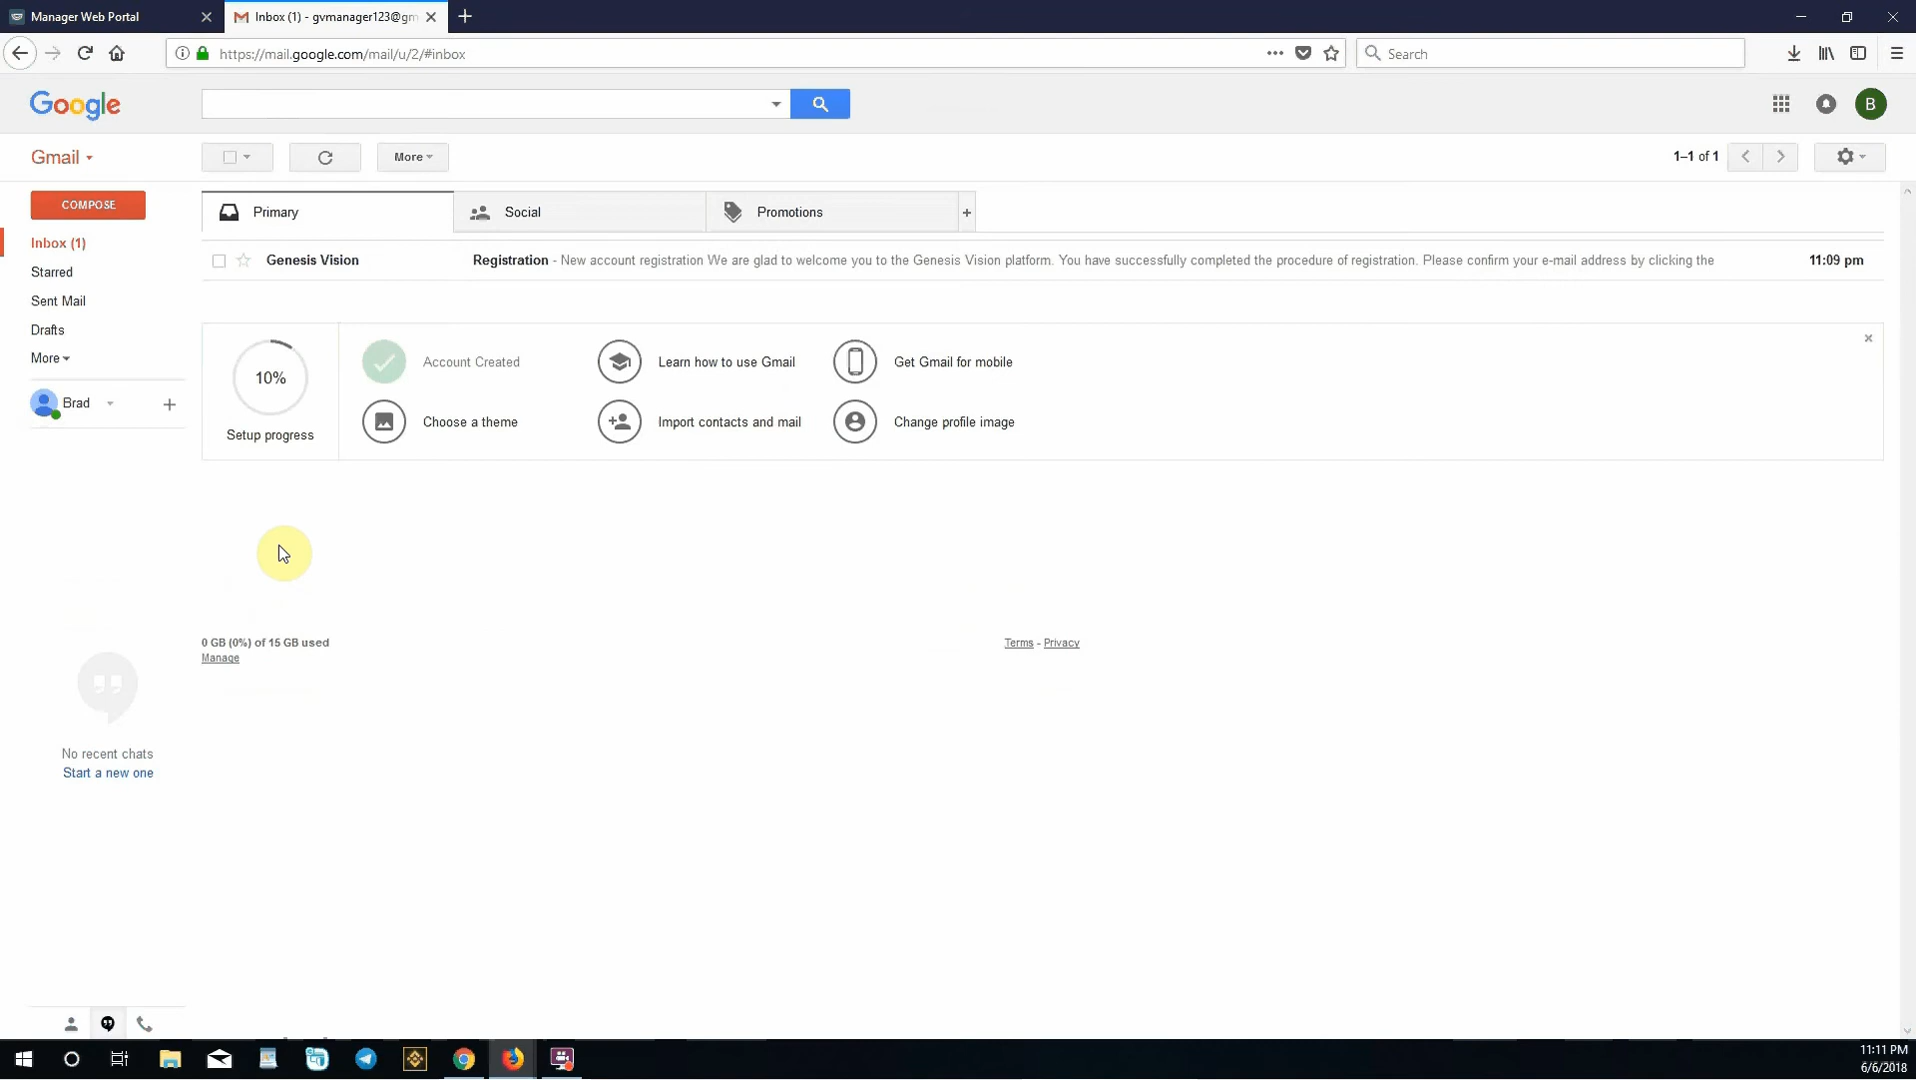 Manager Web Portal
Inbox (1) - gvmanager123@gm
https://mail.google.com/mail/u/2/#inbox
Search
Google
B
Gmail
More
1–1 of 1
COMPOSE
Primary
Social
Promotions
Inbox (1)
Genesis Vision
Registration - New account registration We are glad to welcome you to the Genesis Vision platform. You have successfully completed the procedure of registration. Please confirm your e-mail address by clicking the
11:09 pm
Starred
Sent Mail
Drafts
More
Brad
10%
Setup progress
Account Created
Learn how to use Gmail
Get Gmail for mobile
Choose a theme
Import contacts and mail
Change profile image
0 GB (0%) of 15 GB used
Manage
Terms - Privacy
No recent chats
Start a new one
11:11 PM
6/6/2018